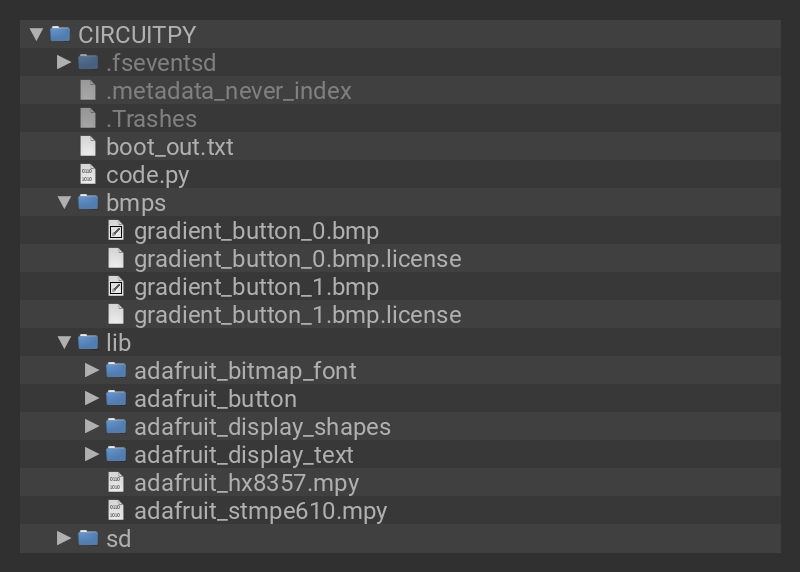 CIRCUITPY
.fseventsd
.metadata_never_index
.Trashes
boot_out.txt
code.py
bmps
gradient_button_0.bmp
gradient_button_0.bmp.license
gradient_button_1.bmp
gradient_button_1.bmp.license
lib
adafruit_bitmap_font
adafruit_button
adafruit_display_shapes
adafruit_display_text
adafruit_hx8357.mpy
adafruit_stmpe610.mpy
sd